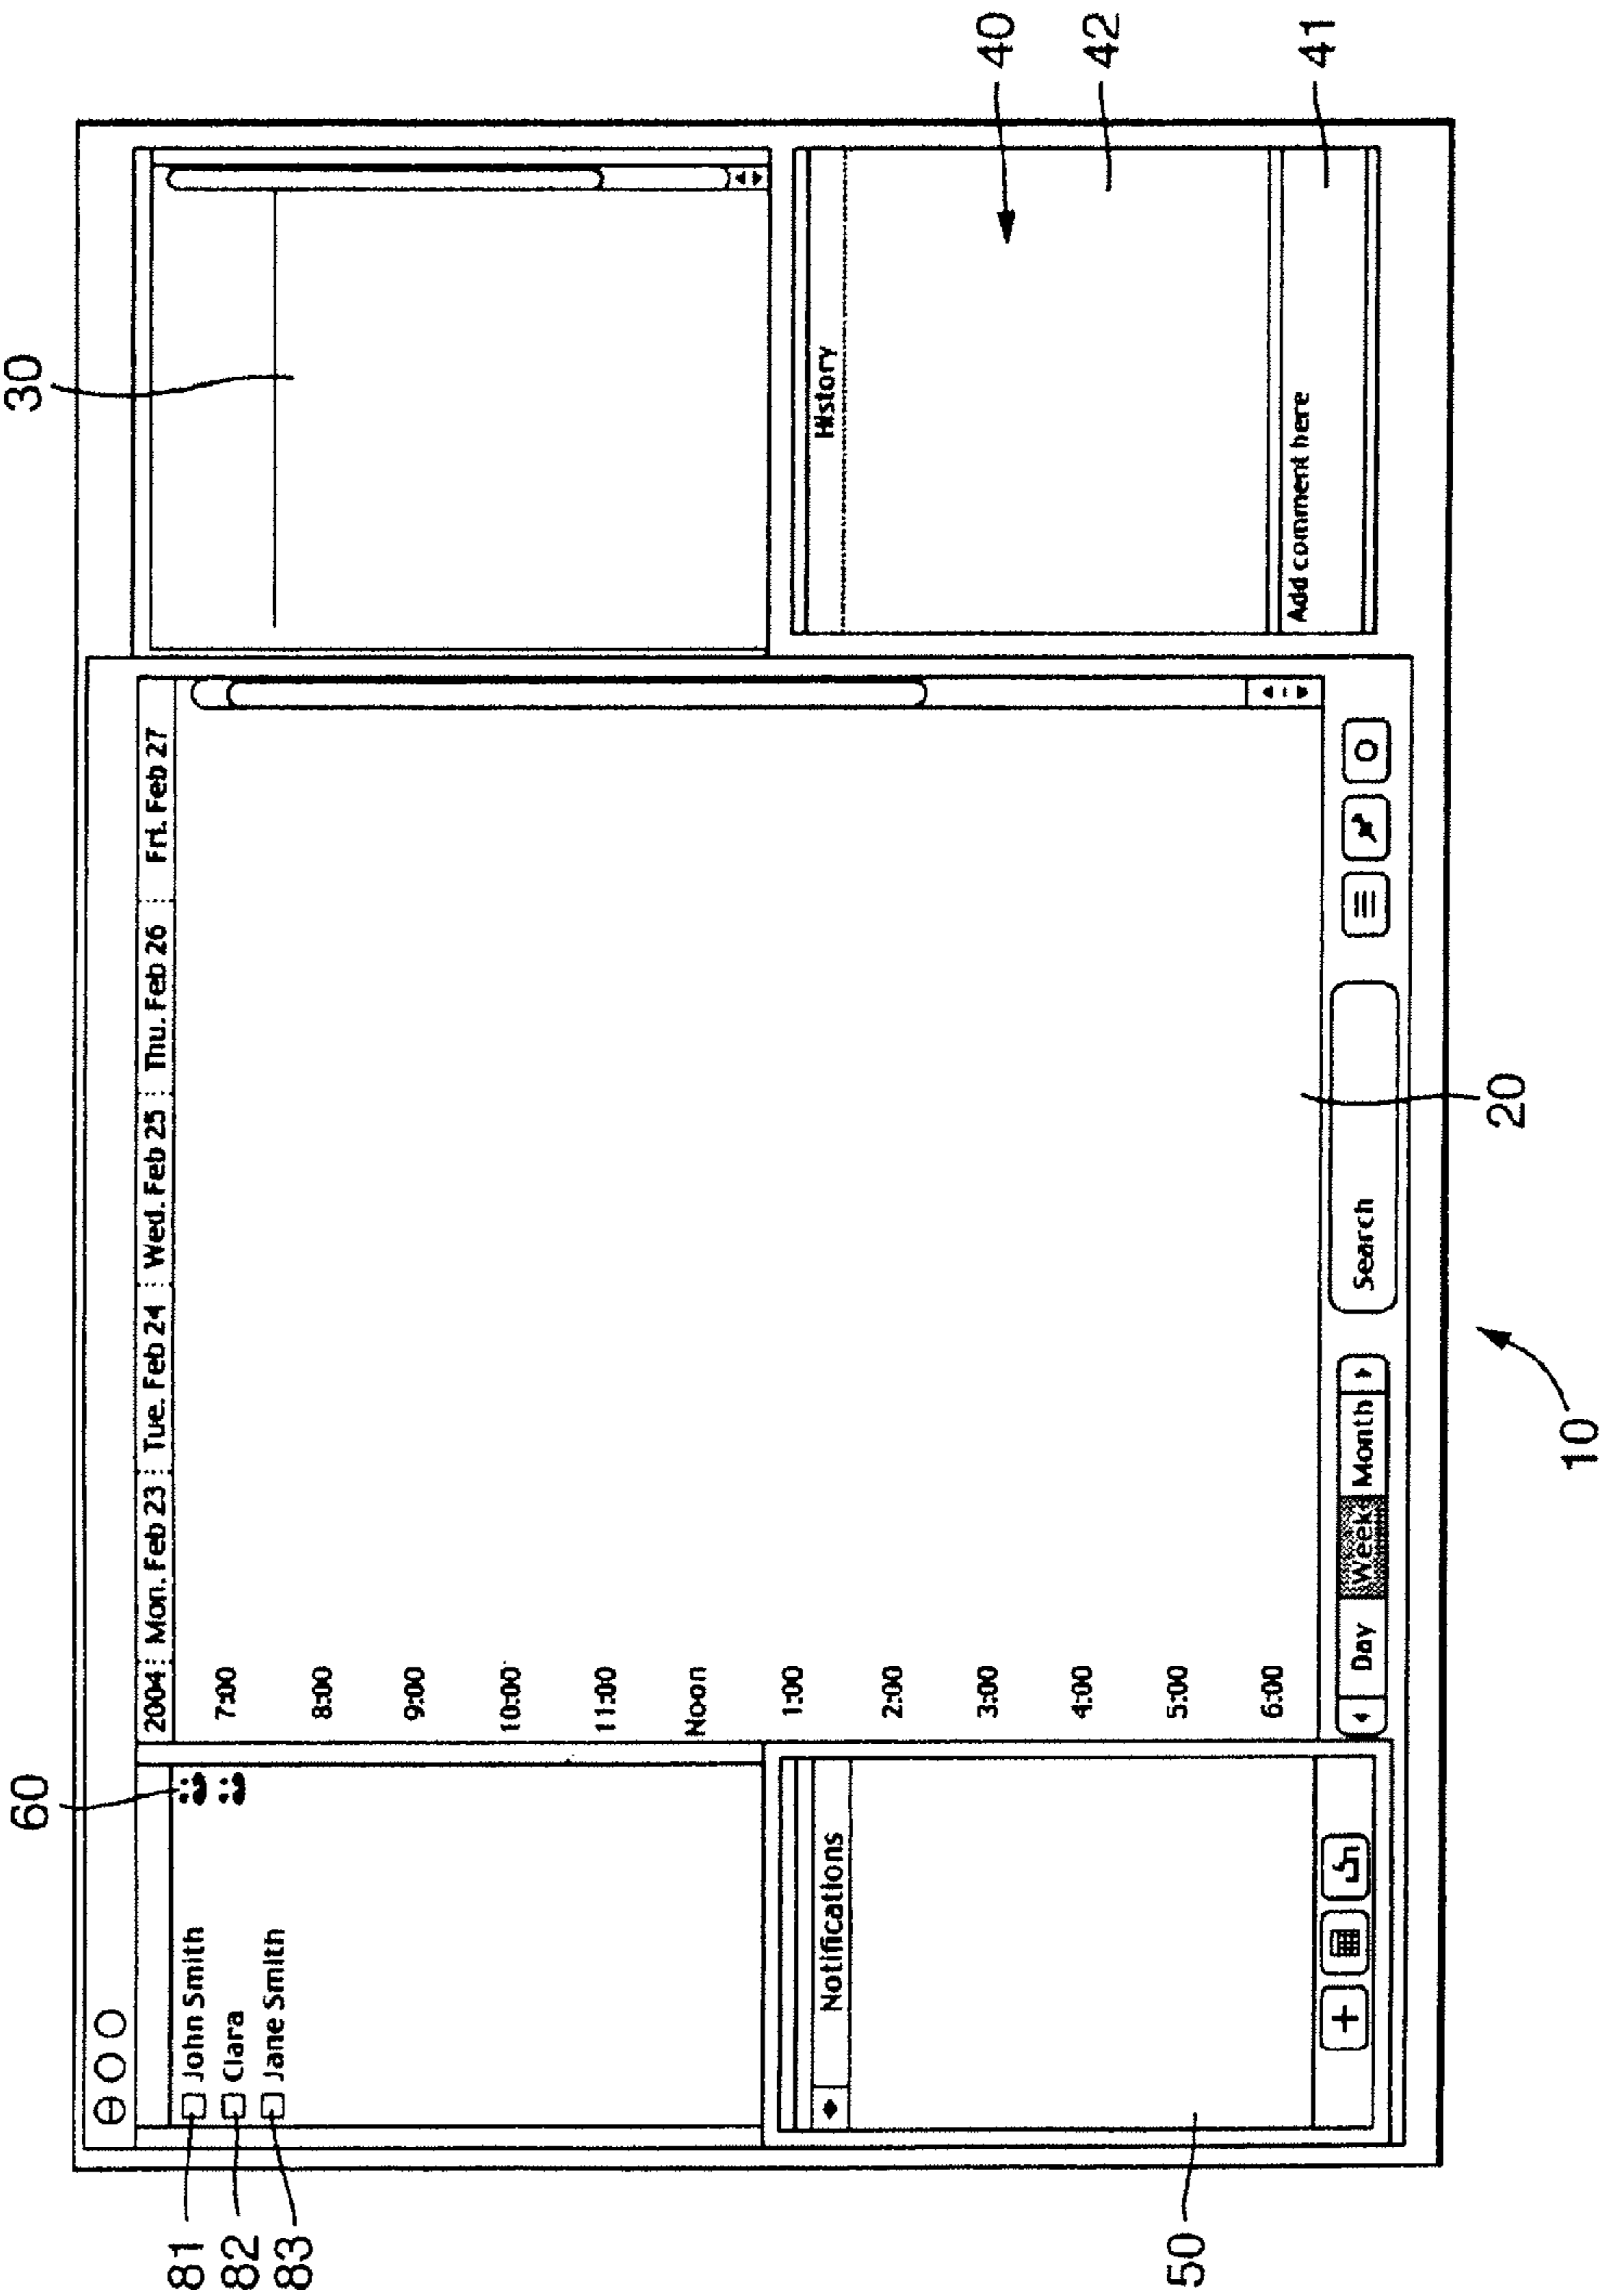 60
30
81
82
83
John Smith
Clara
Jane Smith
2004 Mon. Feb 23 Tue. Feb 24 Wed. Feb 25 Thu. Feb 26 Fri. Feb 27
7:00
8:00
9:00
10:00
11:00
Noon
1:00
2:00
3:00
4:00
5:00
6:00
History
40
42
Add comment here
41
Notifications
50
Day Week Month
Search
20
10